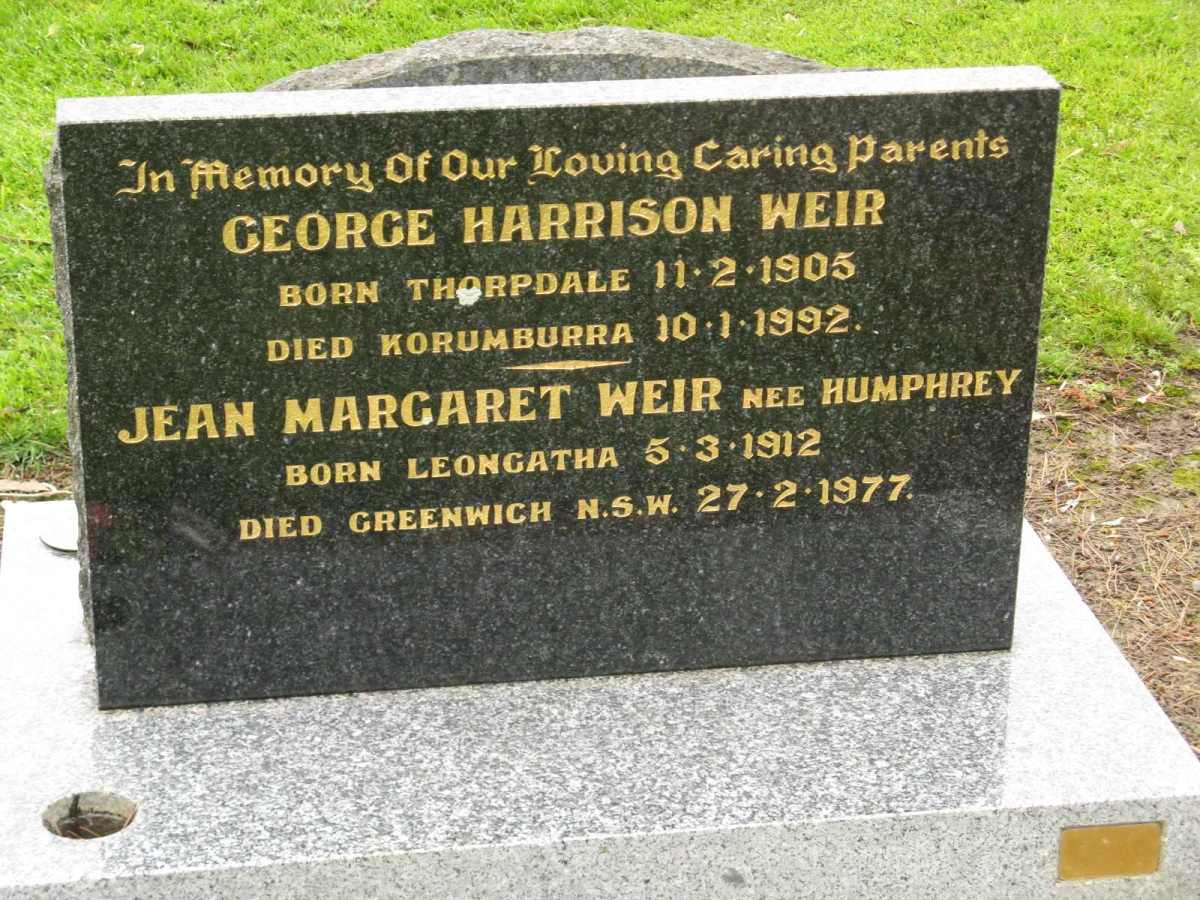 In Memory Of Our Loving Caring Parents
GEORGE HARRISON WEIR
BORN THORPDALE 11·2·1905
DIED KORUMBURRA 10·1·1992.
JEAN MARGARET WEIR NEE HUMPHREY
BORN LEONGATHA 5·3·1912
DIED GREENWICH N.S.W. 27·2·1977.